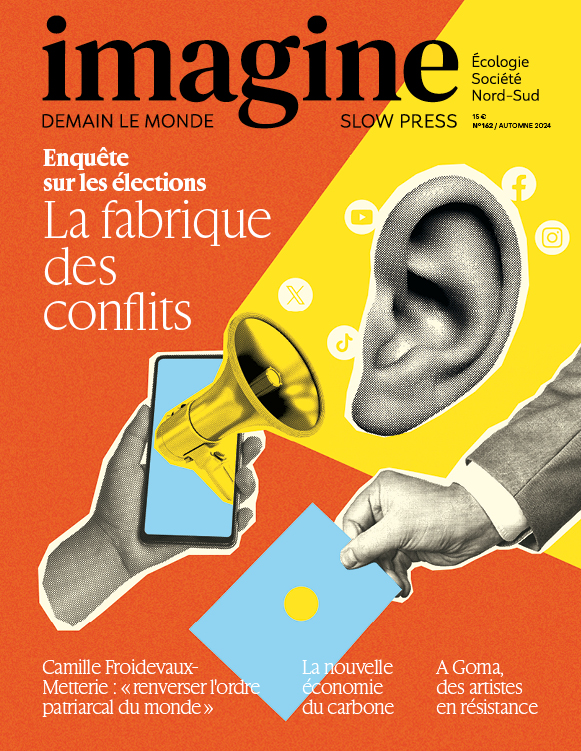 imagine
DEMAIN LE MONDE
SLOW PRESS
Écologie
Société
Nord-Sud
15 €
N°162 / AUTOMNE 2024
Enquête
sur les élections
La fabrique
des
conflits
Camille Froidevaux-
Metterie : « renverser l'ordre
patriarcal du monde »
La nouvelle
économie
du carbone
A Goma,
des artistes
en résistance